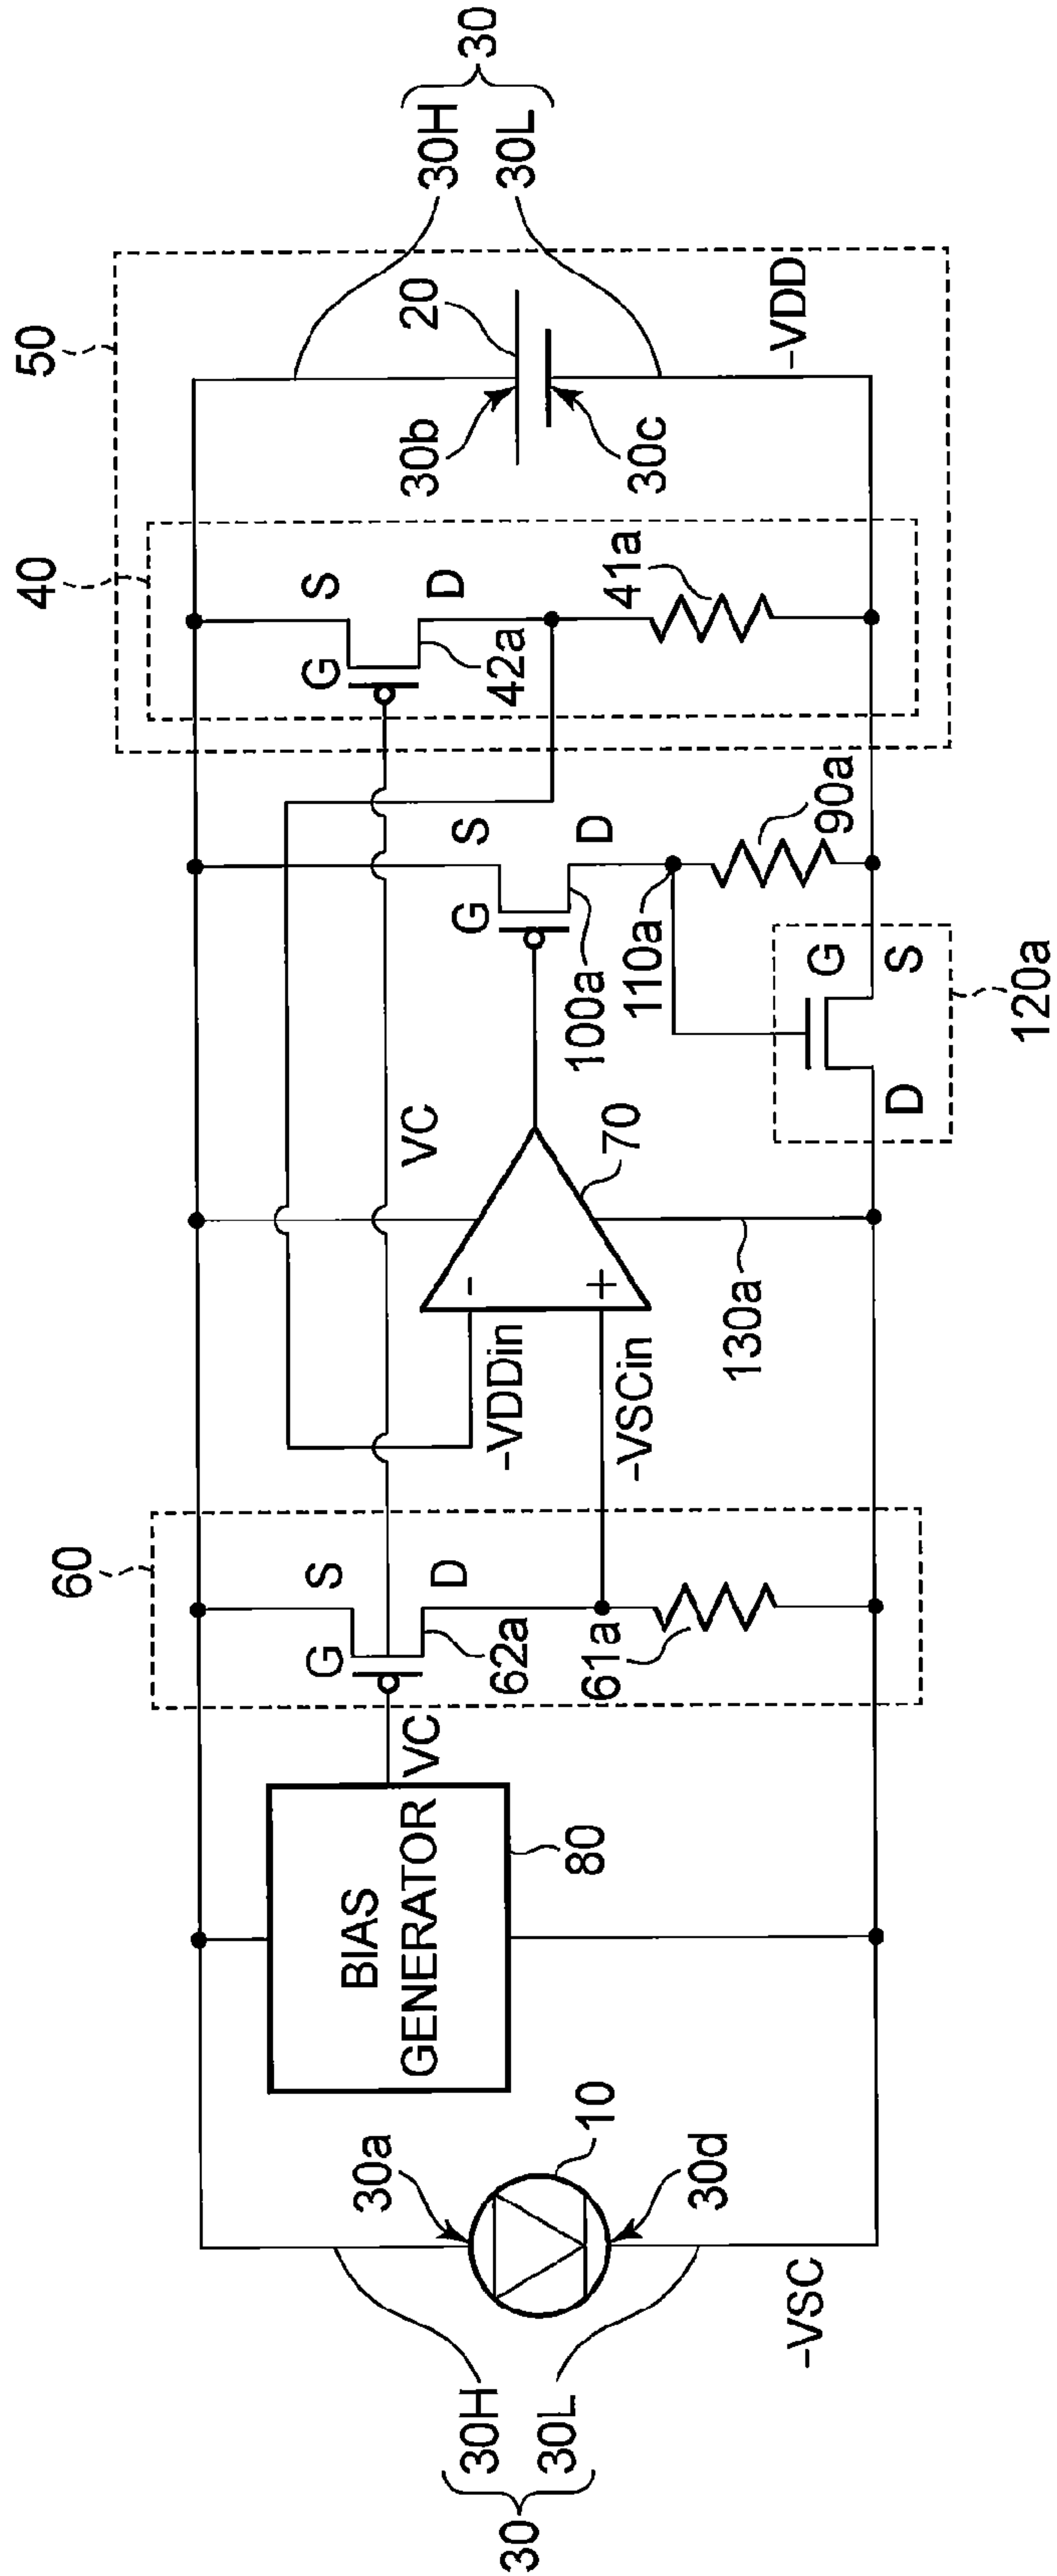 50
40
60
30
30H
30L
20
30b
30c
-VDD
S
D
G
42a
41a
S
D
G
100a
110a
90a
G
S
D
120a
VC
70
130a
-
+
-VDDin
-VSCin
S
D
G
62a
61a
VC
BIAS
GENERATOR
80
10
30a
30d
-VSC
30H
30L
30